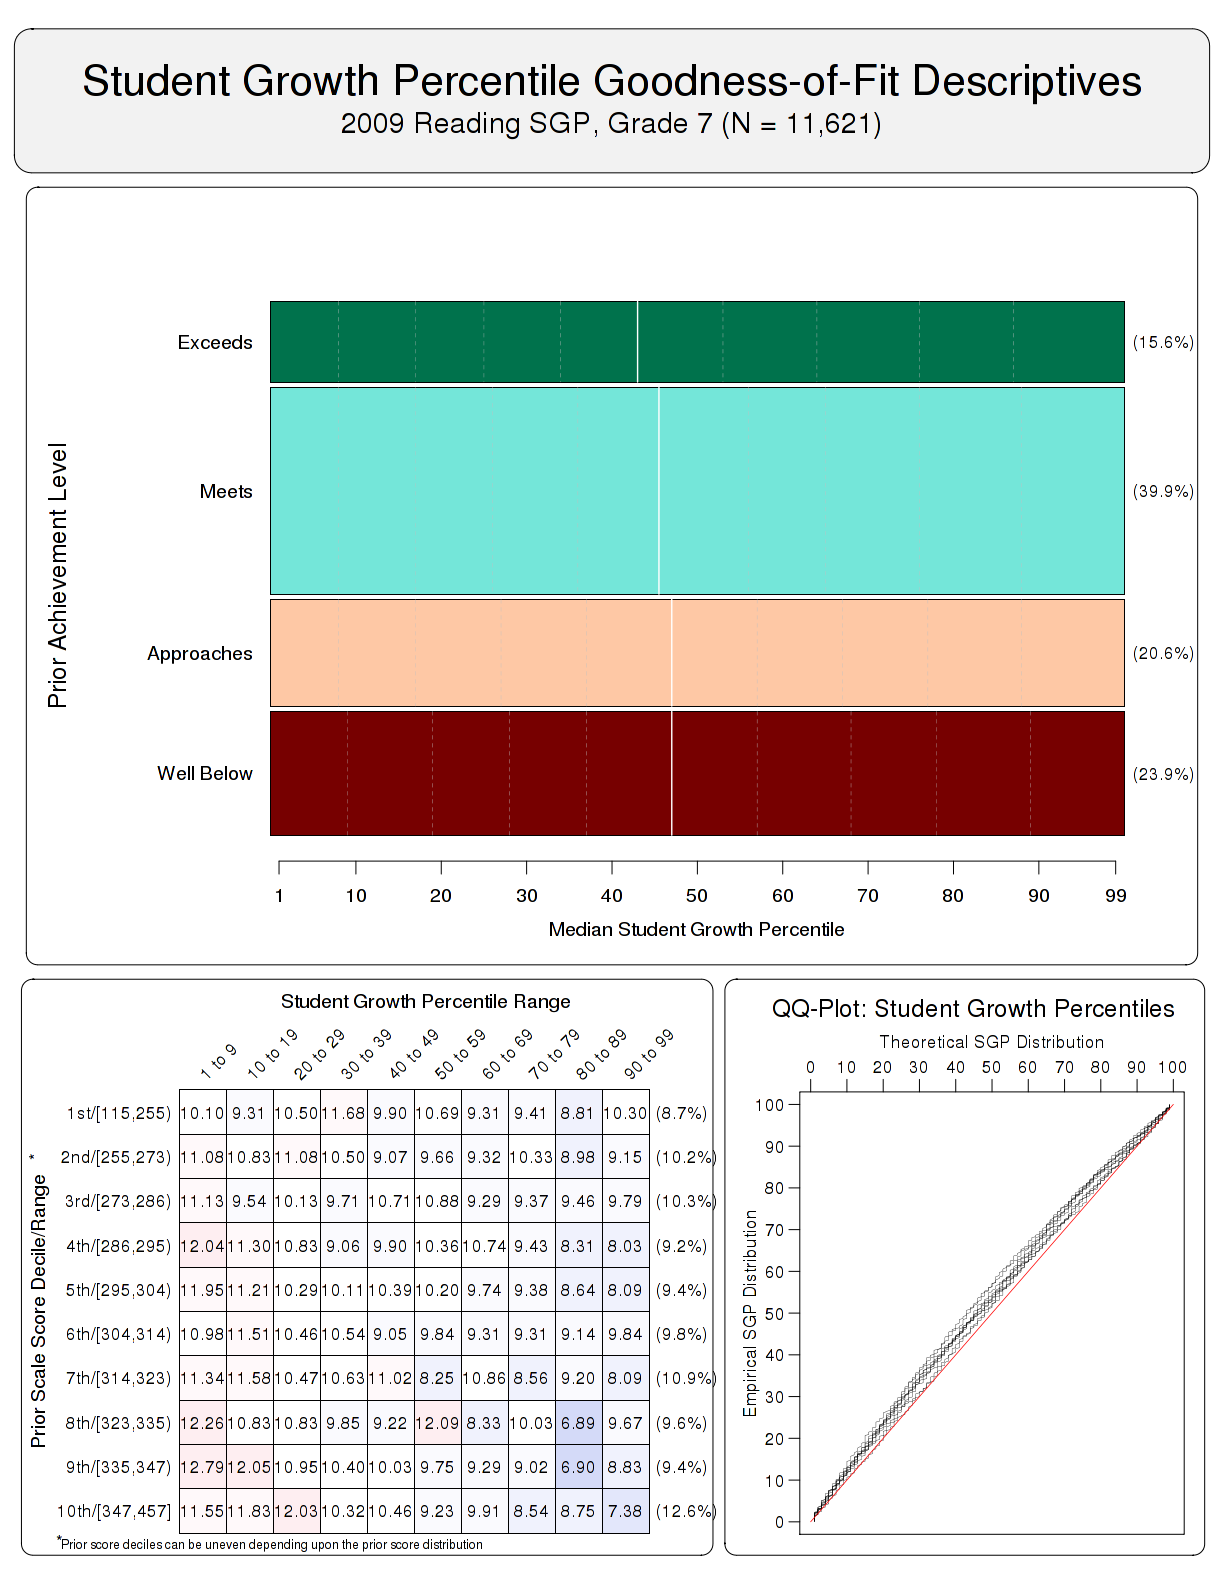 Student Growth Percentile Goodness-of-Fit Descriptives
2009 Reading SGP, Grade 7 (N = 11,621)
Prior Achievement Level
Exceeds (15.6%)
Meets (39.9%)
Approaches (20.6%)
Well Below (23.9%)
1 10 20 30 40 50 60 70 80 90 99
Median Student Growth Percentile
Student Growth Percentile Range
1 to 9 10 to 19 20 to 29 30 to 39 40 to 49 50 to 59 60 to 69 70 to 79 80 to 89 90 to 99
Prior Scale Score Decile/Range *
1st/[115,255) 10.10 9.31 10.50 11.68 9.90 10.69 9.31 9.41 8.81 10.30 (8.7%)
2nd/[255,273) 11.08 10.83 11.08 10.50 9.07 9.66 9.32 10.33 8.98 9.15 (10.2%)
3rd/[273,286) 11.13 9.54 10.13 9.71 10.71 10.88 9.29 9.37 9.46 9.79 (10.3%)
4th/[286,295) 12.04 11.30 10.83 9.06 9.90 10.36 10.74 9.43 8.31 8.03 (9.2%)
5th/[295,304) 11.95 11.21 10.29 10.11 10.39 10.20 9.74 9.38 8.64 8.09 (9.4%)
6th/[304,314) 10.98 11.51 10.46 10.54 9.05 9.84 9.31 9.31 9.14 9.84 (9.8%)
7th/[314,323) 11.34 11.58 10.47 10.63 11.02 8.25 10.86 8.56 9.20 8.09 (10.9%)
8th/[323,335) 12.26 10.83 10.83 9.85 9.22 12.09 8.33 10.03 6.89 9.67 (9.6%)
9th/[335,347) 12.79 12.05 10.95 10.40 10.03 9.75 9.29 9.02 6.90 8.83 (9.4%)
10th/[347,457] 11.55 11.83 12.03 10.32 10.46 9.23 9.91 8.54 8.75 7.38 (12.6%)
*Prior score deciles can be uneven depending upon the prior score distribution
QQ-Plot: Student Growth Percentiles
Theoretical SGP Distribution
0 10 20 30 40 50 60 70 80 90 100
Empirical SGP Distribution
100
90
80
70
60
50
40
30
20
10
0